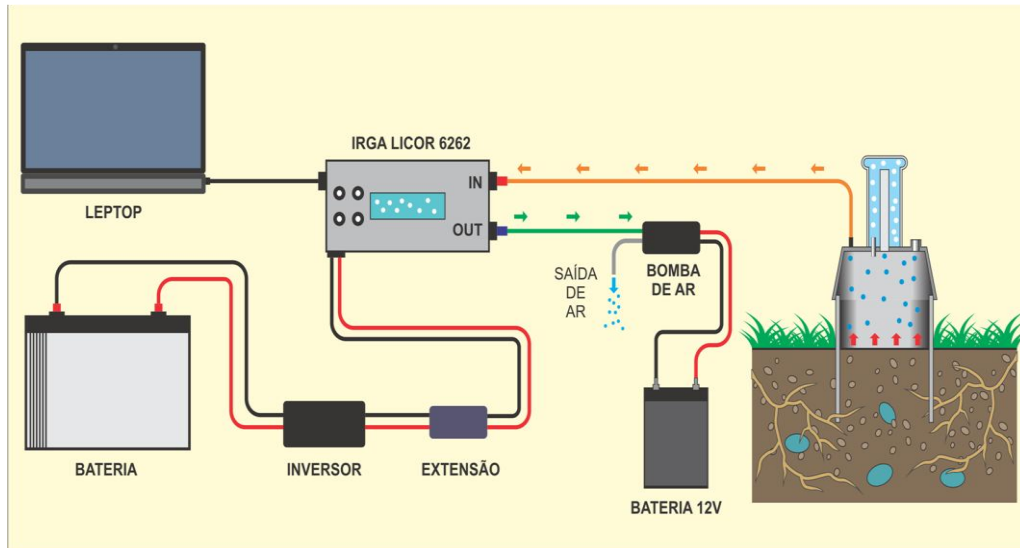 IRGA LICOR 6262
IN
OUT
LEPTOP
BOMBA
DE AR
SAÍDA
DE
AR
BATERIA
INVERSOR
EXTENSÃO
BATERIA 12V